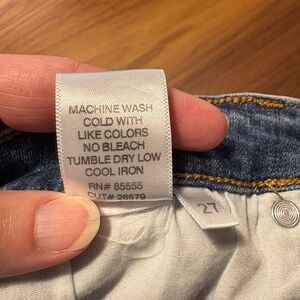 MACHINE WASH
COLD WITH
LIKE COLORS
NO BLEACH
TUMBLE DRY LOW
COOL IRON
RN# 85555
CUT# 26579
27